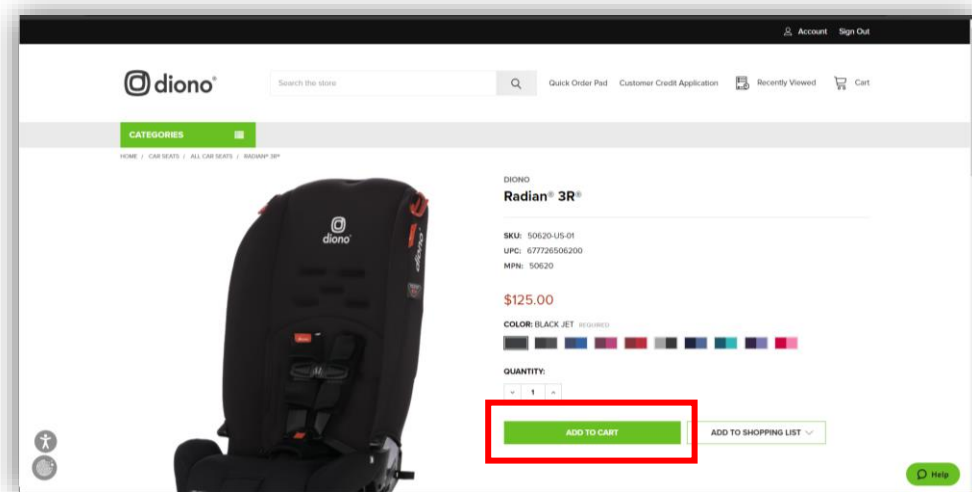 Account Sign Out
diono®
Search the store
Quick Order Pad Customer Credit Application Recently Viewed Cart
CATEGORIES
HOME / CAR SEATS / ALL CAR SEATS / RADIAN® 3R®
DIONO
Radian® 3R®
SKU: 50620-US-01
UPC: 677726506200
MPN: 50620
$125.00
COLOR: BLACK JET REQUIRED
QUANTITY:
1
ADD TO CART
ADD TO SHOPPING LIST
diono®
diono
Help